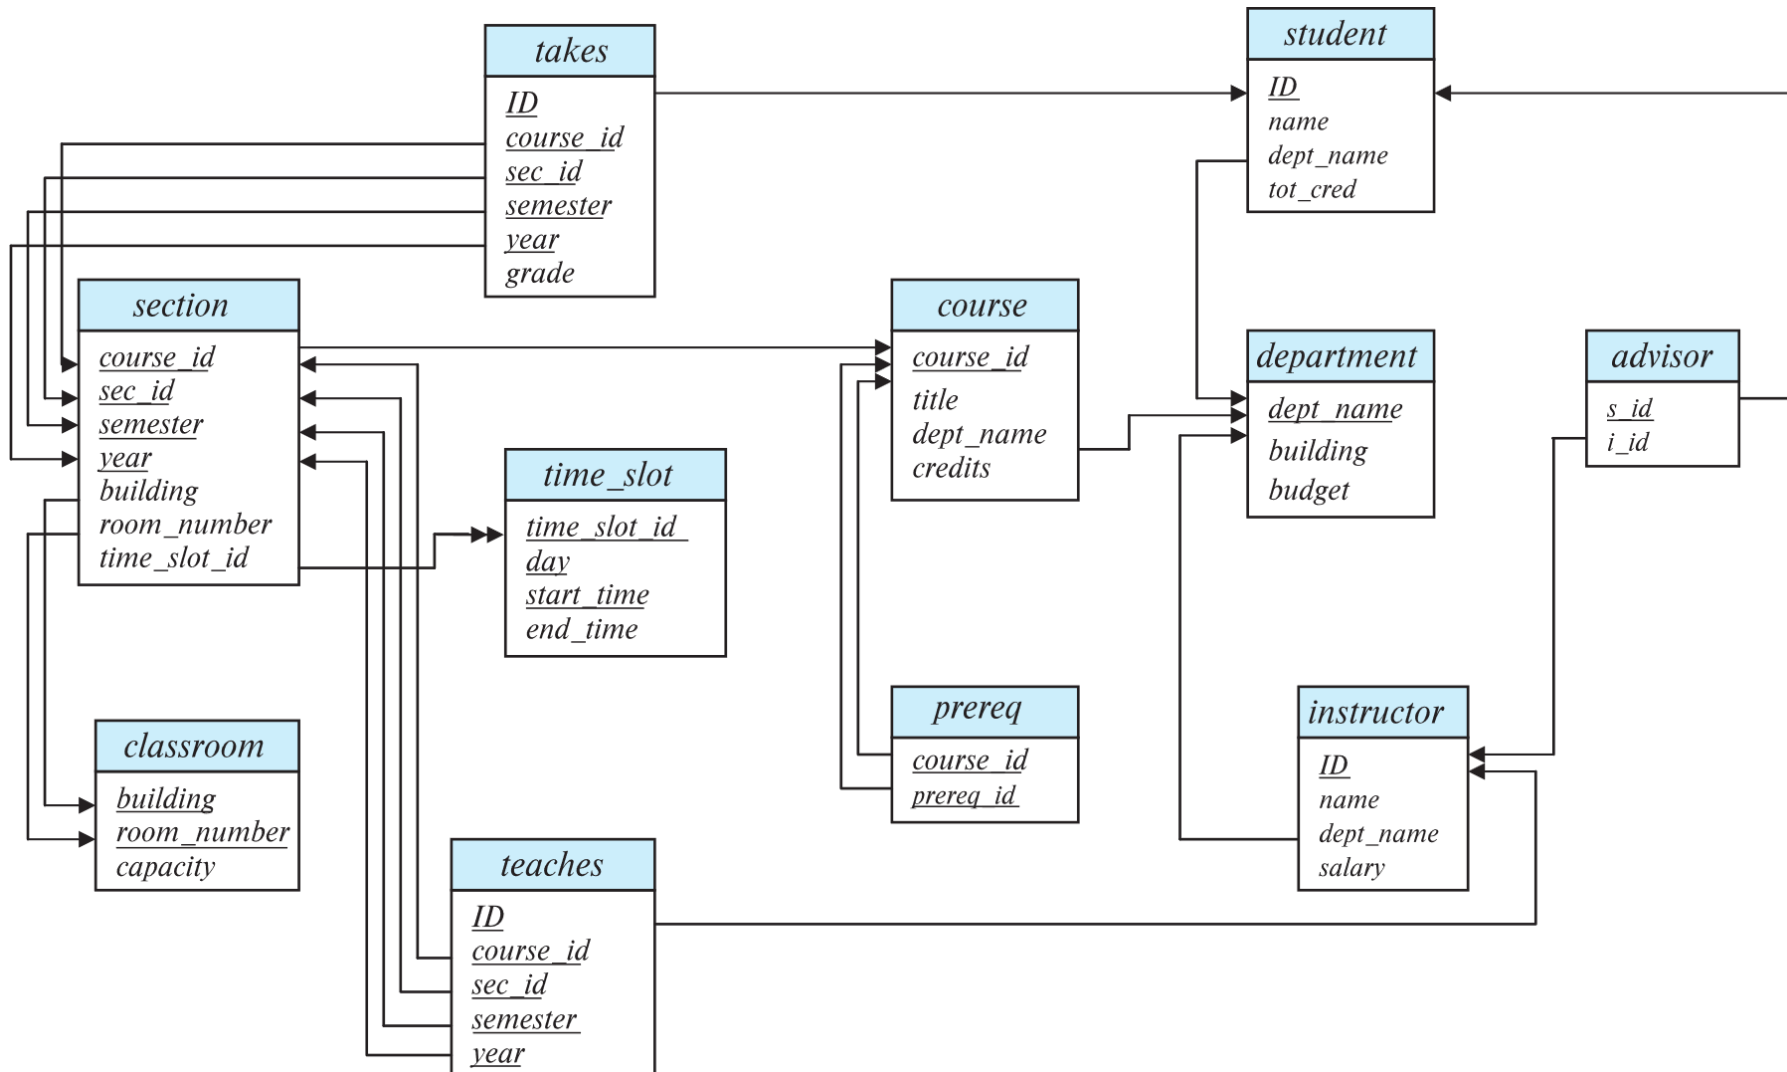 takes
ID
course_id
sec_id
semester
year
grade
student
ID
name
dept_name
tot_cred
section
course_id
sec_id
semester
year
building
room_number
time_slot_id
course
course_id
title
dept_name
credits
department
dept_name
building
budget
advisor
s_id
i_id
time_slot
time_slot_id
day
start_time
end_time
prereq
course_id
prereq_id
instructor
ID
name
dept_name
salary
classroom
building
room_number
capacity
teaches
ID
course_id
sec_id
semester
year